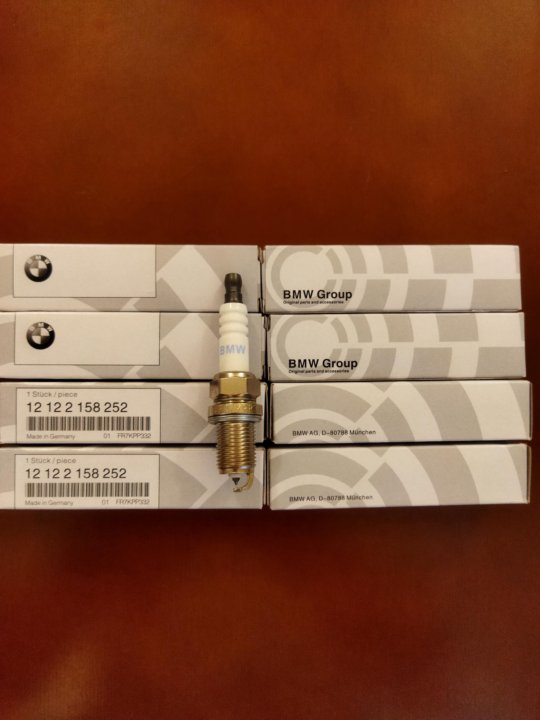 BMW Group
Original parts and accessories
BMW
BMW Group
Original parts and accessories
1 Stück / piece
12 12 2 158 252
Made in Germany 01 FR7KPP332
BMW AG, D-80788 München
1 Stück / piece
12 12 2 158 252
Made in Germany 01 FR7KPP332
BMW AG, D-80788 München